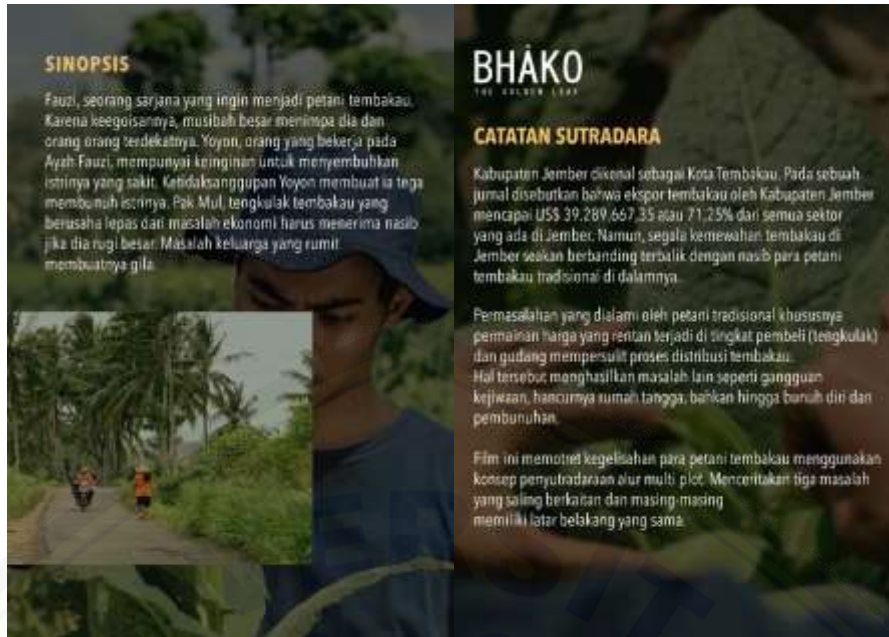 SINOPSIS
Fauzi, seorang sarjana yang ingin menjadi petani tembakau.
Karena keegoisannya, musibah besar menimpa dia dan
orang orang terdekatnya. Yoyon, orang yang bekerja pada
Ayah Fauzi, mempunyai keinginan untuk menyembuhkan
istrinya yang sakit. Ketidaksanggupan Yoyon membuat ia tega
membunuh istrinya. Pak Mul, tengkulak tembakau yang
berusaha lepas dari masalah ekonomi harus menerima nasib
jika dia rugi besar. Masalah keluarga yang rumit
membuatnya gila.
BHÅKO
THE GOLDEN LEAF
CATATAN SUTRADARA
Kabupaten Jember dikenal sebagai Kota Tembakau. Pada sebuah
jurnal disebutkan bahwa ekspor tembakau oleh Kabupaten Jember
mencapai US$ 39.289.667,35 atau 71,25% dari semua sektor
yang ada di Jember. Namun, segala kemewahan tembakau di
Jember seakan berbanding terbalik dengan nasib para petani
tembakau tradisional di dalamnya.
Permasalahan yang dialami oleh petani tradisional khususnya
permainan harga yang rentan terjadi di tingkat pembeli (tengkulak)
dan gudang mempersulit proses distribusi tembakau.
Hal tersebut menghasilkan masalah lain seperti gangguan
kejiwaan, hancurnya rumah tangga, bahkan hingga bunuh diri dan
pembunuhan.
Film ini memotret kegelisahan para petani tembakau menggunakan
konsep penyutradaraan alur multi plot. Menceritakan tiga masalah
yang saling berkaitan dan masing-masing
memiliki latar belakang yang sama.